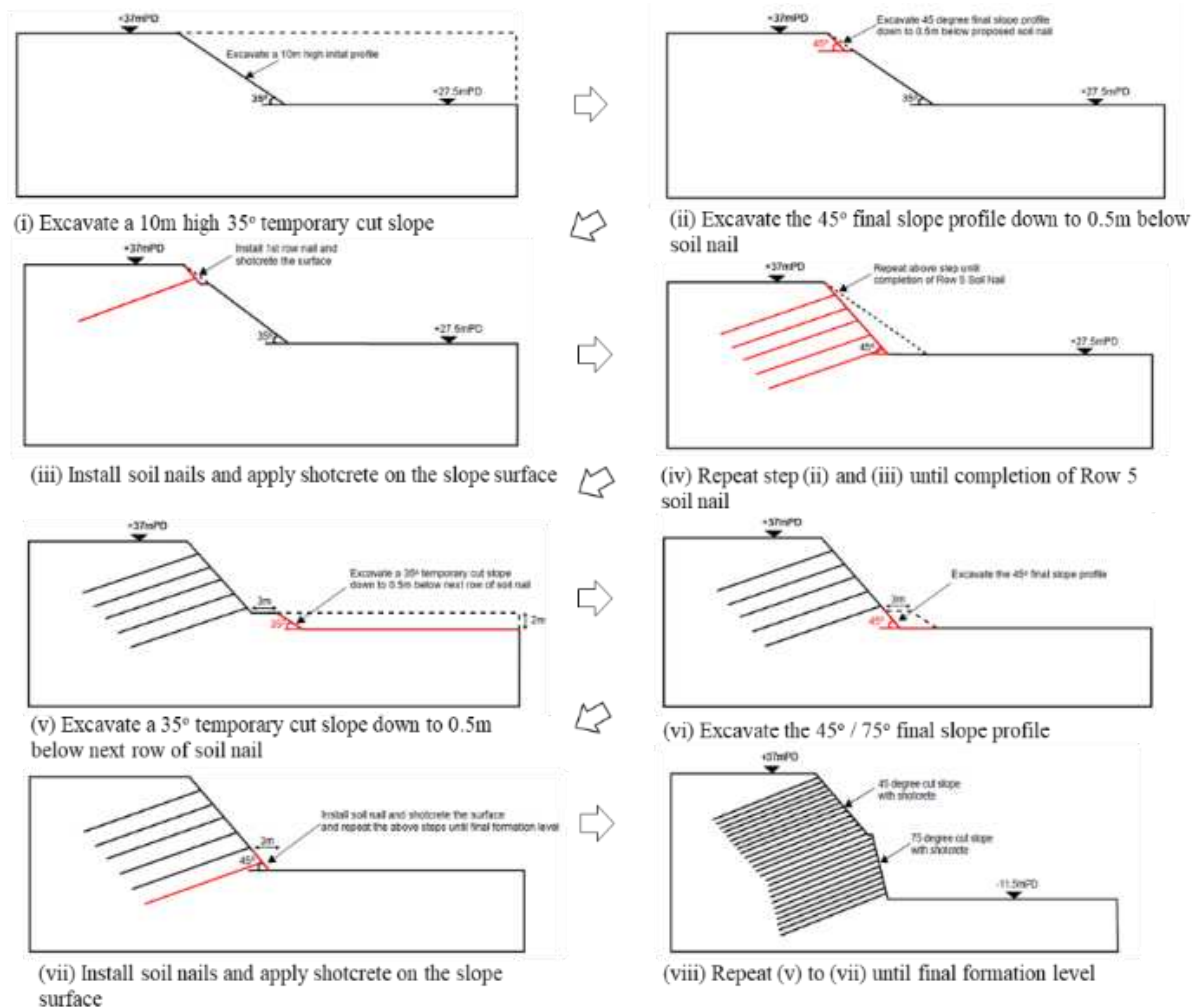 +37mPD
Excavate a 10m high initial profile
35°
+27.5mPD
(i) Excavate a 10m high 35° temporary cut slope
+37mPD
Excavate 45 degree final slope profile
down to 0.5m below proposed soil nail
45°
35°
+27.5mPD
(ii) Excavate the 45° final slope profile down to 0.5m below
soil nail
+37mPD
Install 1st row nail and
shotcrete the surface
35°
+27.5mPD
(iii) Install soil nails and apply shotcrete on the slope surface
+37mPD
Repeat above step until
completion of Row 5
Soil Nail
45°
+27.5mPD
(iv) Repeat step (ii) and (iii) until completion of Row 5
soil nail
+37mPD
Excavate a 35° temporary cut slope
down to 0.5m below next row of soil nail
3m
35°
2m
(v) Excavate a 35° temporary cut slope down to 0.5m
below next row of soil nail
+37mPD
Excavate the 45° final slope profile
3m
45°
(vi) Excavate the 45° / 75° final slope profile
Install soil nail and shotcrete the surface
and repeat the above steps until final formation level
45°
(vii) Install soil nails and apply shotcrete on the slope
surface
+37mPD
45 degree cut slope
with shotcrete
75 degree cut slope
with shotcrete
-11.5mPD
(viii) Repeat (v) to (vii) until final formation level